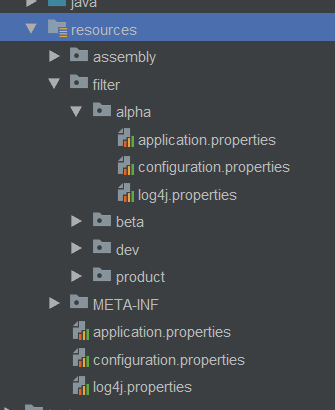 java
resources
assembly
filter
alpha
application.properties
configuration.properties
log4j.properties
beta
dev
product
META-INF
application.properties
configuration.properties
log4j.properties